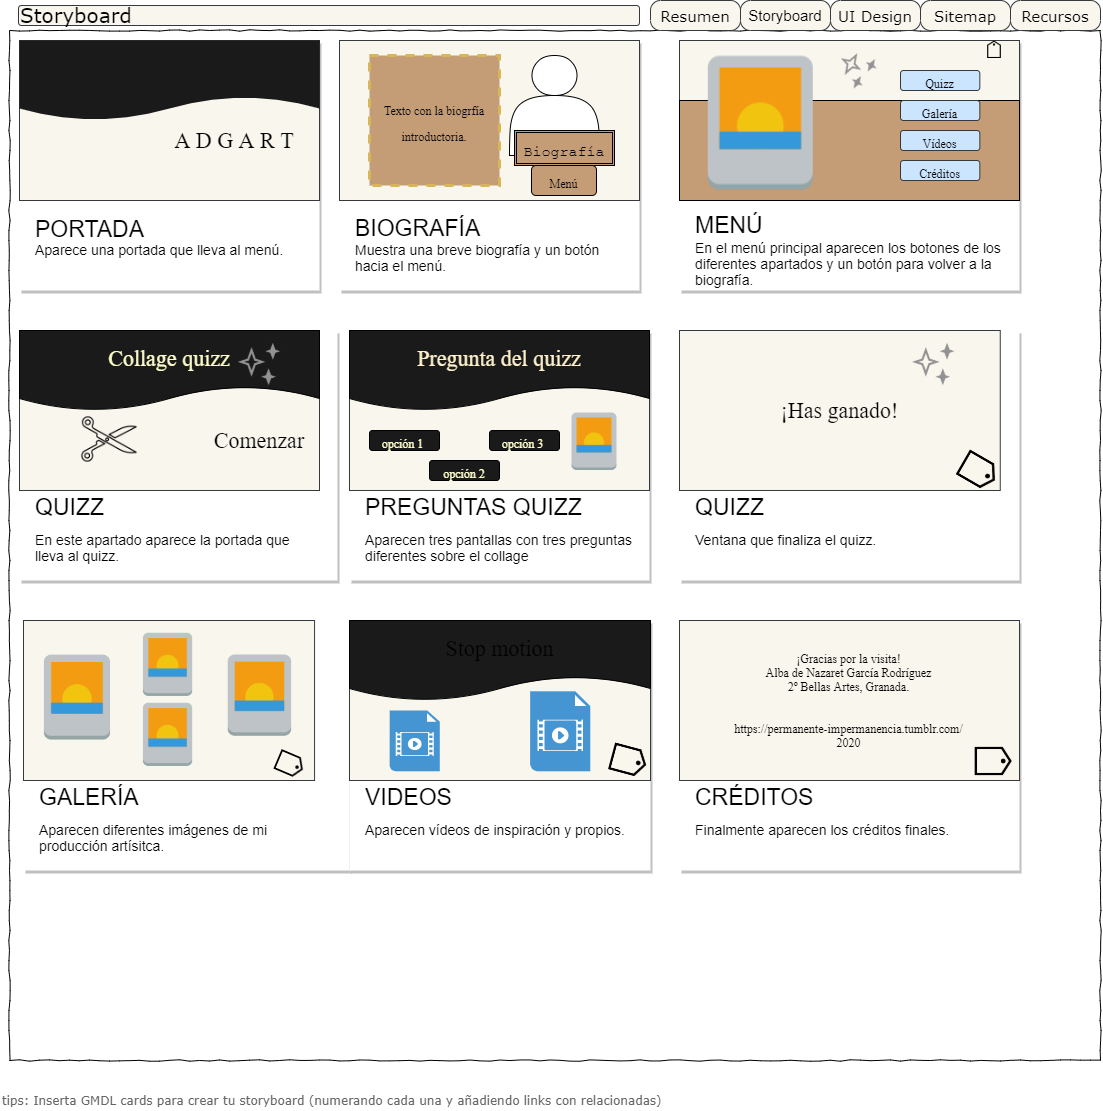 Storyboard
Resumen
Storyboard
UI Design
Sitemap
Recursos
A D G A R T
PORTADA
Aparece una portada que lleva al menú.
Texto con la biogrfía
introductoria.
Biografía
Menú
BIOGRAFÍA
Muestra una breve biografía y un botón
hacia el menú.
Quizz
Galería
Vídeos
Créditos
MENÚ
En el menú principal aparecen los botones de los
diferentes apartados y un botón para volver a la
biografía.
Collage quizz
Comenzar
QUIZZ
En este apartado aparece la portada que
lleva al quizz.
Pregunta del quizz
opción 1
opción 3
opción 2
PREGUNTAS QUIZZ
Aparecen tres pantallas con tres preguntas
diferentes sobre el collage
¡Has ganado!
QUIZZ
Ventana que finaliza el quizz.
GALERÍA
Aparecen diferentes imágenes de mi
producción artísitca.
Stop motion
VIDEOS
Aparecen vídeos de inspiración y propios.
¡Gracias por la visita!
Alba de Nazaret García Rodríguez
2º Bellas Artes, Granada.
https://permanente-impermanencia.tumblr.com/
2020
CRÉDITOS
Finalmente aparecen los créditos finales.
tips: Inserta GMDL cards para crear tu storyboard (numerando cada una y añadiendo links con relacionadas)